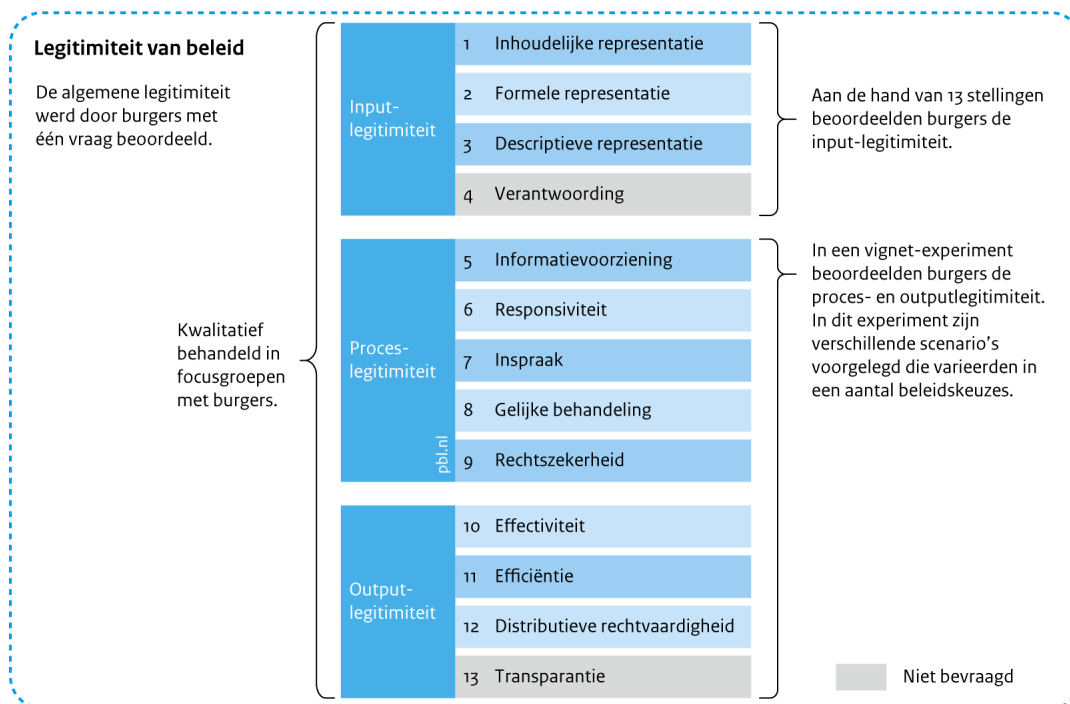 Legitimiteit van beleid
De algemene legitimiteit
werd door burgers met
één vraag beoordeeld.
Kwalitatief
behandeld in
focusgroepen
met burgers.
Input-
legitimiteit
1 Inhoudelijke representatie
2 Formele representatie
3 Descriptieve representatie
4 Verantwoording
Aan de hand van 13 stellingen
beoordeelden burgers de
input-legitimiteit.
Proces-
legitimiteit
pbl.nl
5 Informatievoorziening
6 Responsiviteit
7 Inspraak
8 Gelijke behandeling
9 Rechtszekerheid
In een vignet-experiment
beoordeelden burgers de
proces- en outputlegitimiteit.
In dit experiment zijn
verschillende scenario's
voorgelegd die varieerden in
een aantal beleidskeuzes.
Output-
legitimiteit
10 Effectiviteit
11 Efficiëntie
12 Distributieve rechtvaardigheid
13 Transparantie
Niet bevraagd